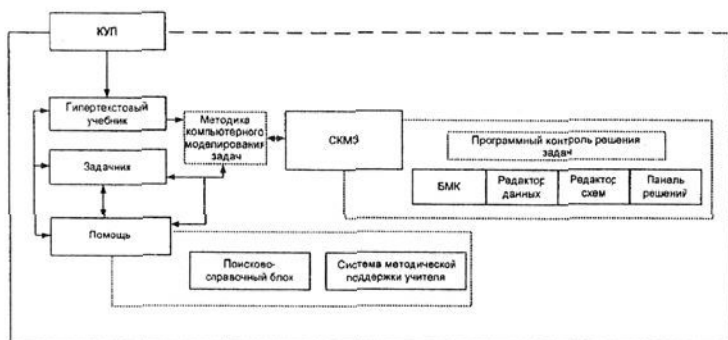 КУП
Гипертекстовый
учебник
Методика
компьютерного
моделирования
задач
СКМЭ
Программный контроль решения
задач
Задачник
БМК
Редактор
данных
Редактор
схем
Панель
решений
Помощь
Поисково-
справочный блок
Система методической
поддержки учителя